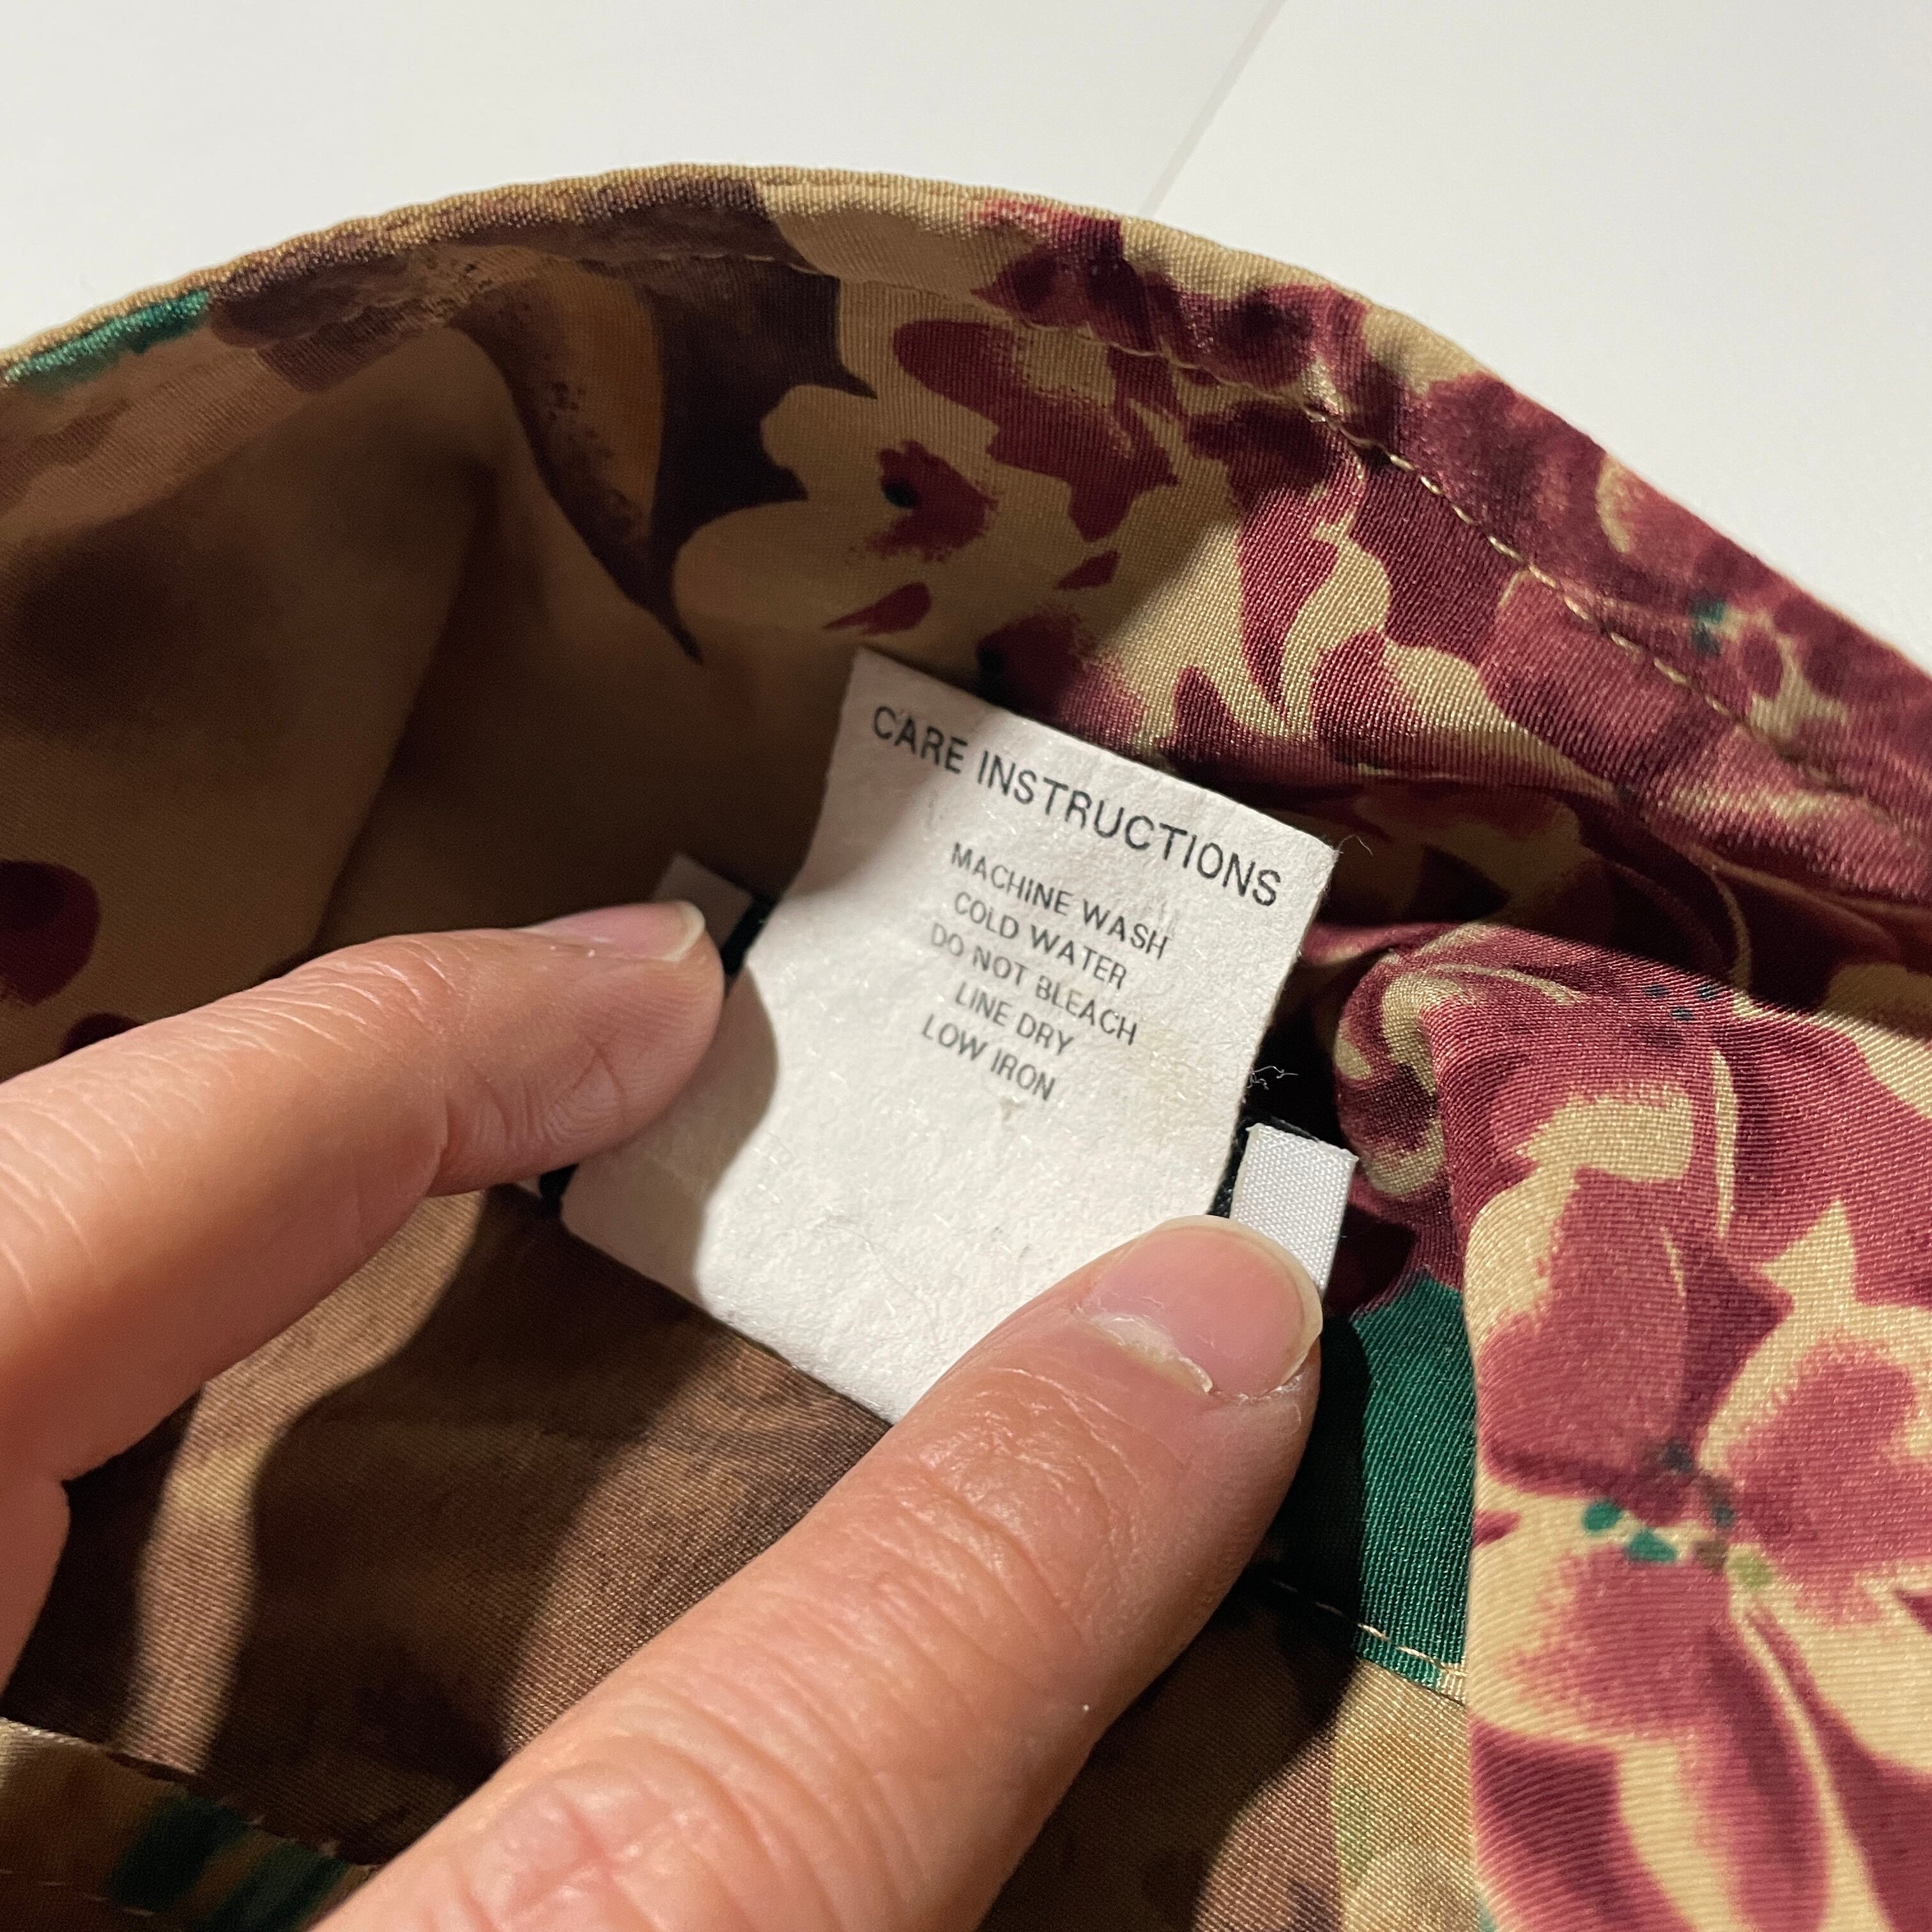 CARE INSTRUCTIONS
MACHINE WASH
COLD WATER
DO NOT BLEACH
LINE DRY
LOW IRON